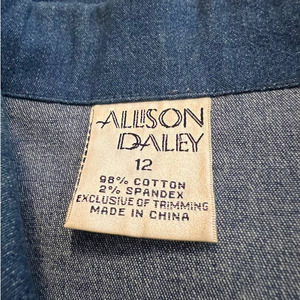 ALLISON
DALEY
12
98% COTTON
2% SPANDEX
EXCLUSIVE OF TRIMMING
MADE IN CHINA